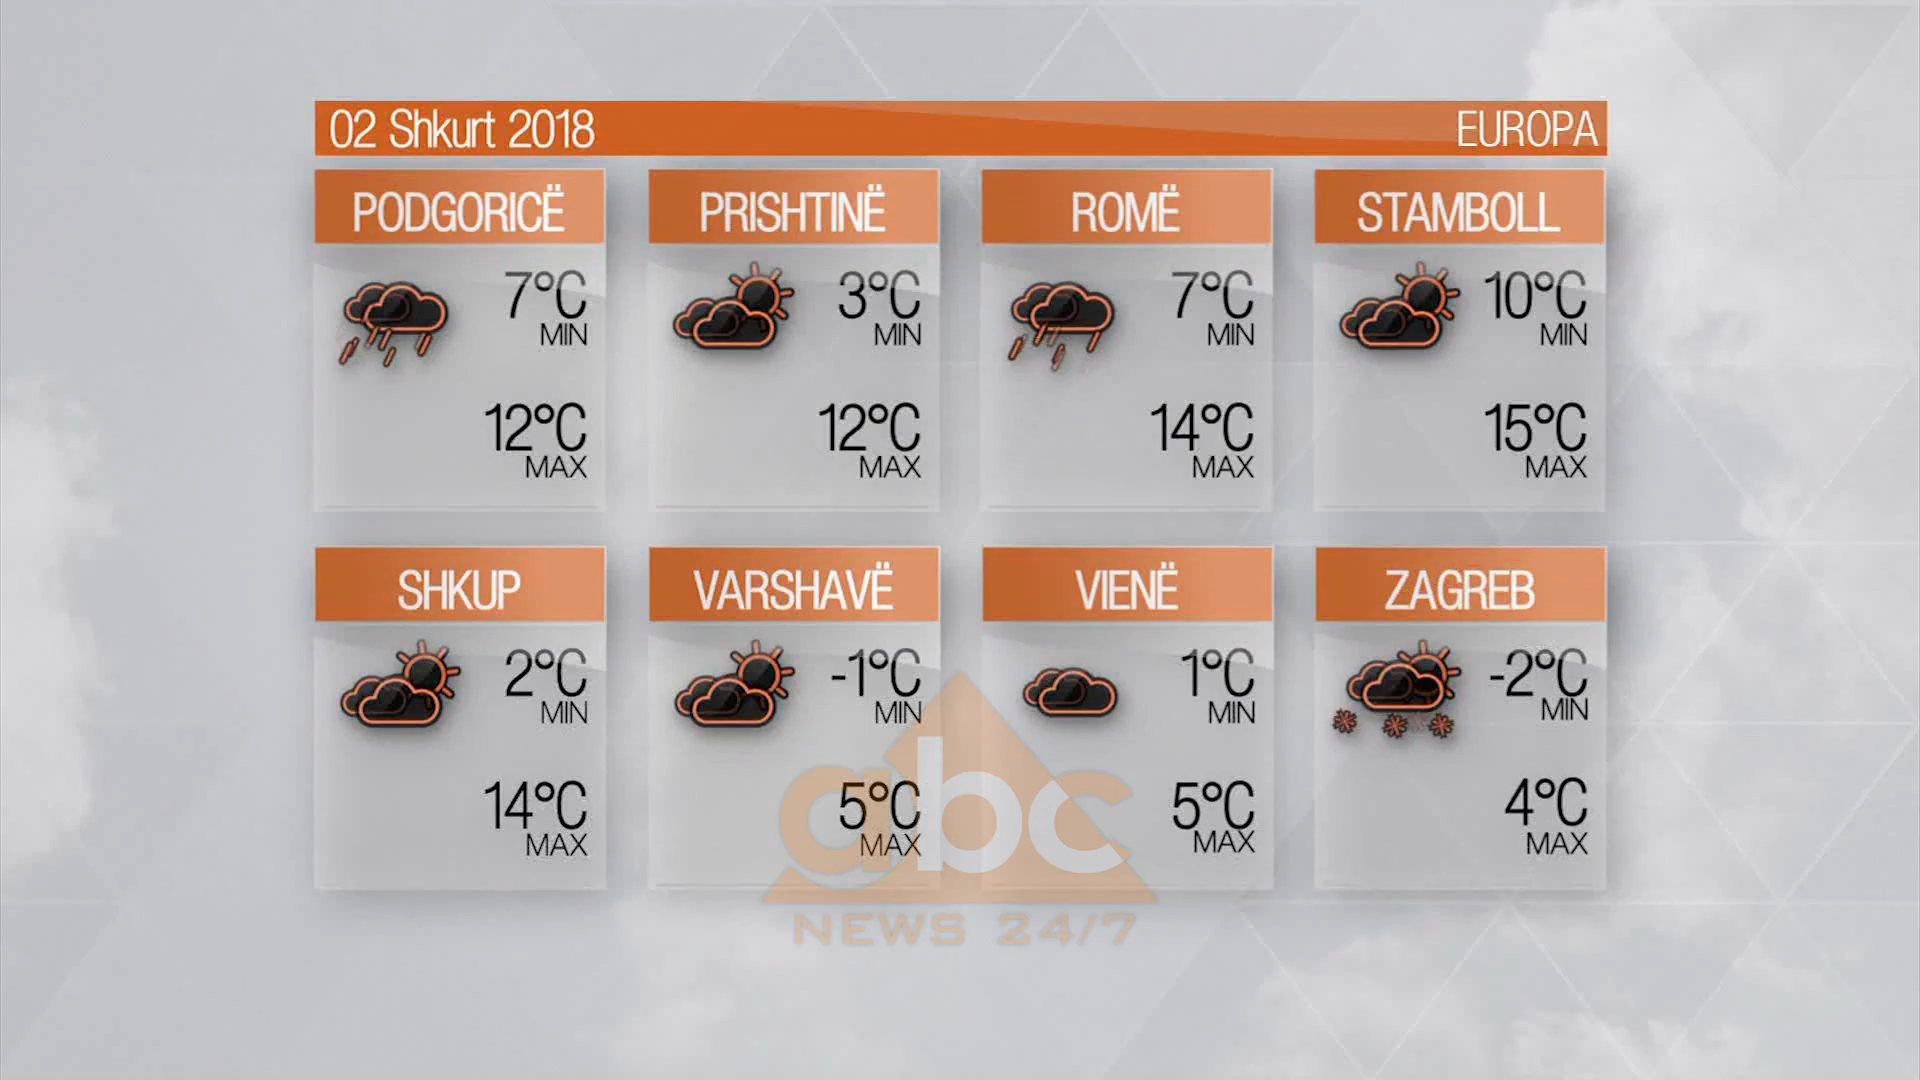 02 Shkurt 2018 EUROPA
PODGORICË PRISHTINË ROMË STAMBOLL
7°C 3°C 7°C 10°C
MIN MIN MIN MIN
12°C 12°C 14°C 15°C
MAX MAX MAX MAX
SHKUP VARSHAVË VIENË ZAGREB
2°C -1°C 1°C -2°C
MIN MIN MIN MIN
14°C 5°C 5°C 4°C
MAX MAX MAX MAX
abc
NEWS 24/7